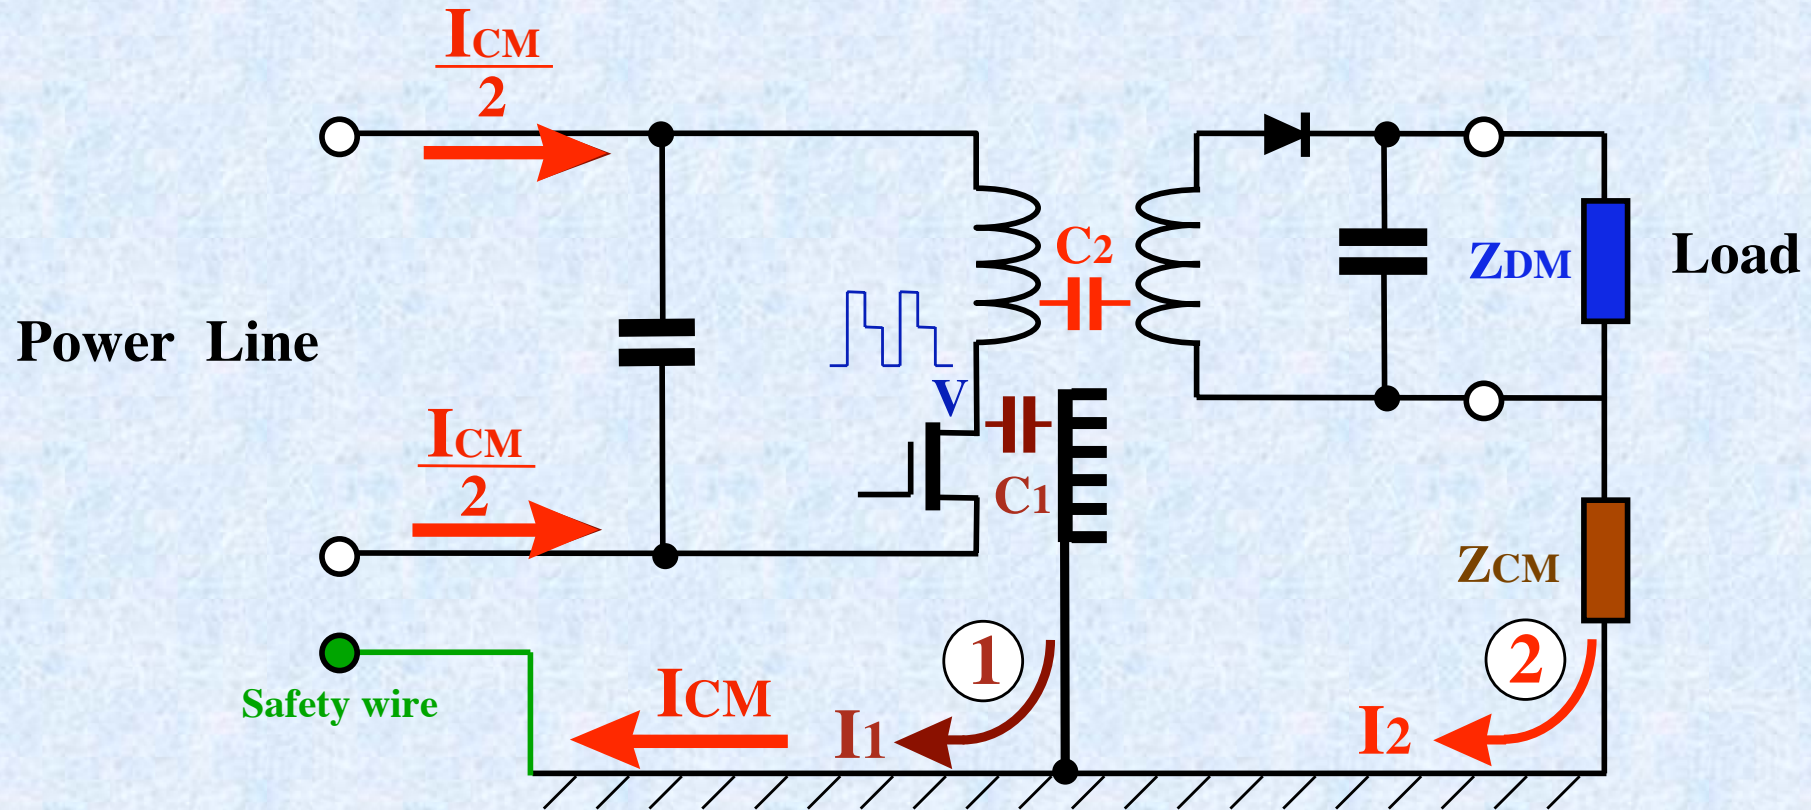 ICM
2
C2
ZDM
Load
Power Line
V
ICM
2
C1
ZCM
1
2
Safety wire
ICM
I1
I2